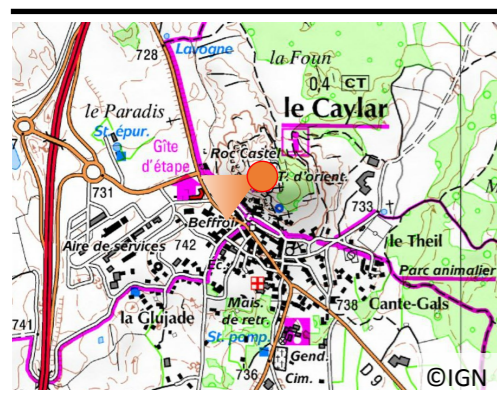 728
Lavogne
la Foun
0,4 CT
le Caylar
le Paradis
St. épur.
Gîte
d'étape
Roc Castel
T. d'orient.
731
733
Beffroi
Aire de services
742
le Theil
Éc.
Parc animalier
Mais.
de retr.
738
Cante-Gals
la Glujade
741
St. pomp.
Gend.
736
Cim.
D 9
©IGN